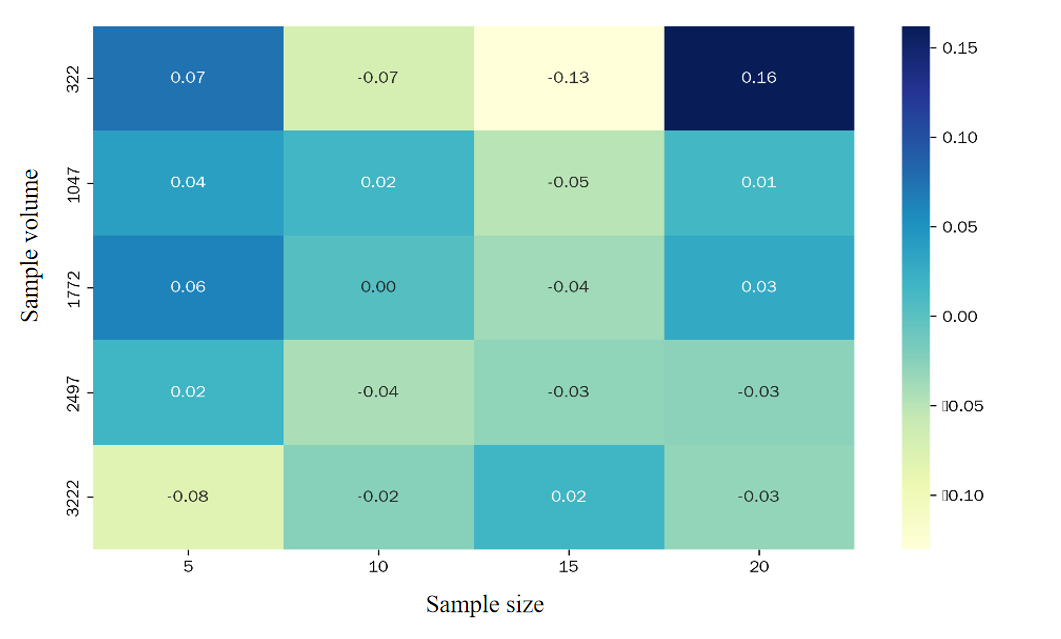 322 0.07 -0.07 -0.13 0.16
1047 0.04 0.02 -0.05 0.01
1772 0.06 0.00 -0.04 0.03
2497 0.02 -0.04 -0.03 -0.03
3222 -0.08 -0.02 0.02 -0.03
5 10 15 20
Sample volume
Sample size
0.15
0.10
0.05
0.00
▯0.05
▯0.10